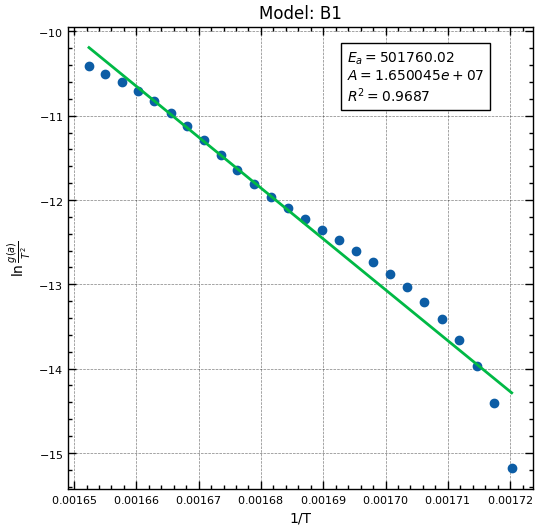 Model: B1
E_a = 501760.02
A = 1.650045e + 07
R² = 0.9687
−10
−11
−12
−13
−14
−15
ln g(a)/T²
0.00165 0.00166 0.00167 0.00168 0.00169 0.00170 0.00171 0.00172
1/T